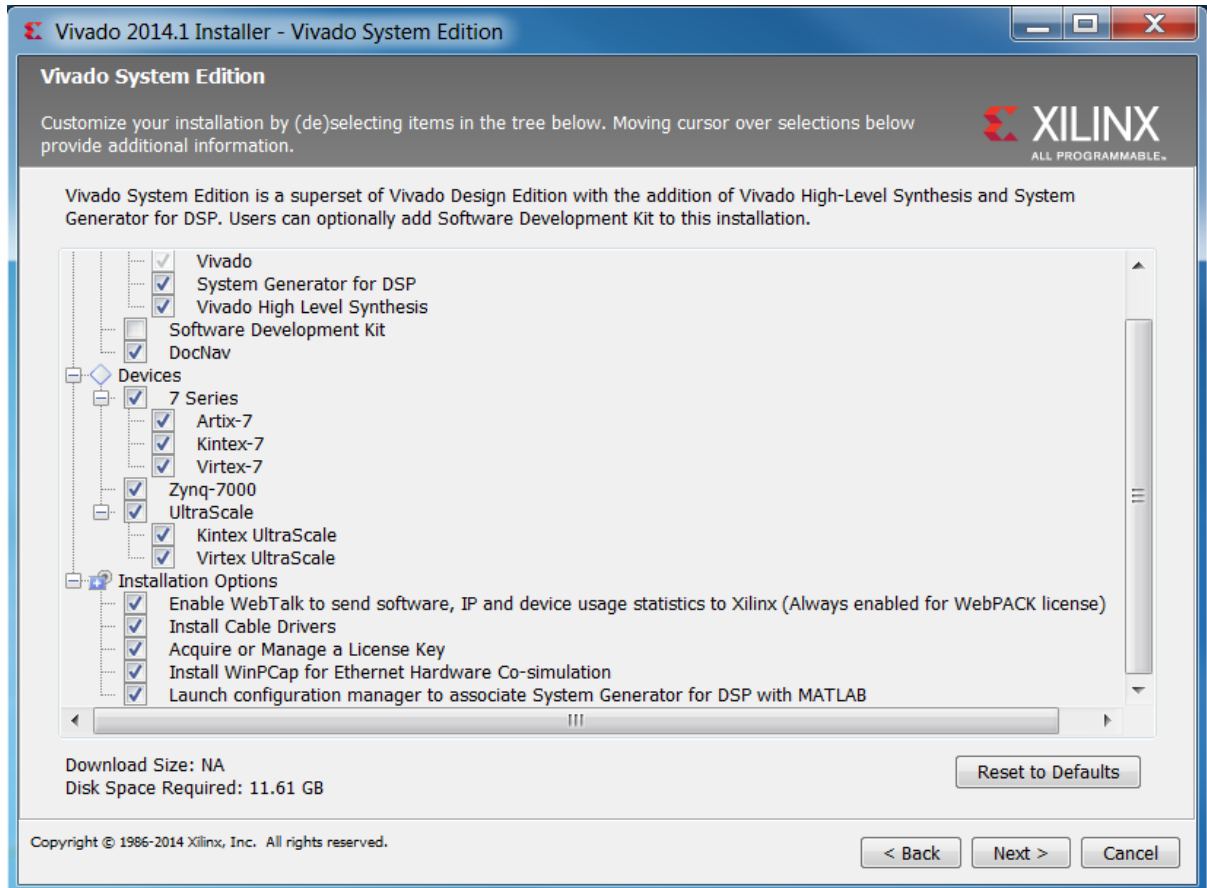 Vivado 2014.1 Installer - Vivado System Edition
Vivado System Edition
Customize your installation by (de)selecting items in the tree below. Moving cursor over selections below
provide additional information.
XILINX
ALL PROGRAMMABLE.
Vivado System Edition is a superset of Vivado Design Edition with the addition of Vivado High-Level Synthesis and System
Generator for DSP. Users can optionally add Software Development Kit to this installation.
Vivado
System Generator for DSP
Vivado High Level Synthesis
Software Development Kit
DocNav
Devices
7 Series
Artix-7
Kintex-7
Virtex-7
Zynq-7000
UltraScale
Kintex UltraScale
Virtex UltraScale
Installation Options
Enable WebTalk to send software, IP and device usage statistics to Xilinx (Always enabled for WebPACK license)
Install Cable Drivers
Acquire or Manage a License Key
Install WinPCap for Ethernet Hardware Co-simulation
Launch configuration manager to associate System Generator for DSP with MATLAB
Download Size: NA
Disk Space Required: 11.61 GB
Reset to Defaults
Copyright © 1986-2014 Xilinx, Inc. All rights reserved.
< Back
Next >
Cancel